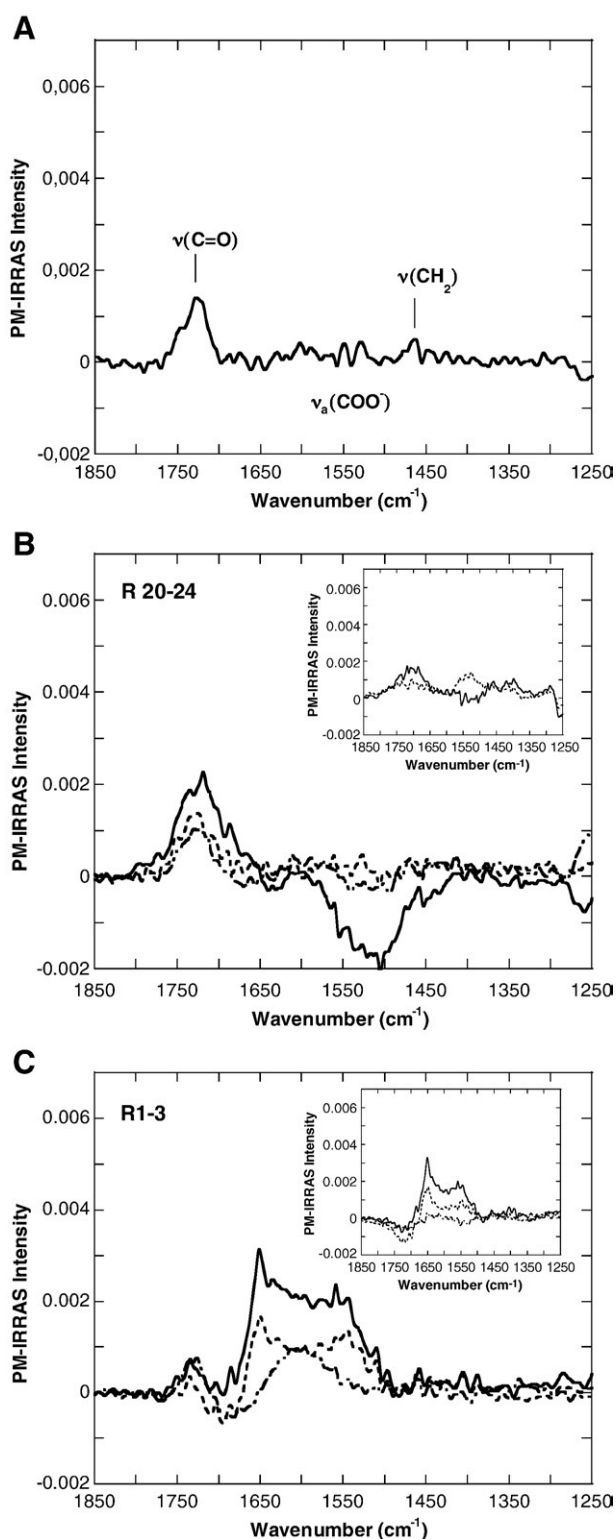 A
PM-IRRAS Intensity
0,006
0,004
0,002
0
-0,002
ν(C=O)
ν(CH2)
νa(COO-)
1850 1750 1650 1550 1450 1350 1250
Wavenumber (cm-1)
B
R 20-24
PM-IRRAS Intensity
0.006
0.004
0.002
0
-0.002
PM-IRRAS Intensity
0.006
0.004
0.002
0
-0.002
1850 1750 1650 1550 1450 1350 1250
Wavenumber (cm-1)
1850 1750 1650 1550 1450 1350 1250
Wavenumber (cm-1)
C
R1-3
PM-IRRAS Intensity
0.006
0.004
0.002
0
-0.002
PM-IRRAS Intensity
0.006
0.004
0.002
0
-0.002
1850 1750 1650 1550 1450 1350 1250
Wavenumber (cm-1)
1850 1750 1650 1550 1450 1350 1250
Wavenumber (cm-1)